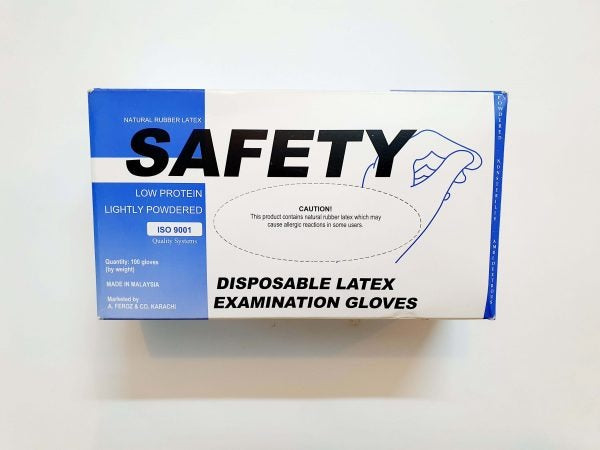 NATURAL RUBBER LATEX
SAFETY
LOW PROTEIN
LIGHTLY POWDERED
ISO 9001
Quality Systems
Quantity: 100 gloves
(by weight)
MADE IN MALAYSIA
Marketed by
A. FEROZ & CO. KARACHI
CAUTION!
This product contains natural rubber latex which may
cause allergic reactions in some users.
DISPOSABLE LATEX
EXAMINATION GLOVES
POWDERED